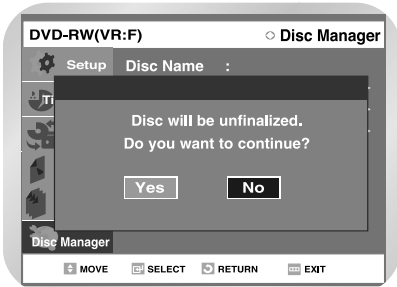 DVD-RW(VR:F) Disc Manager
Setup Disc Name :
Ti
Disc will be unfinalized.
Do you want to continue?
Yes No
Disc Manager
MOVE SELECT RETURN EXIT